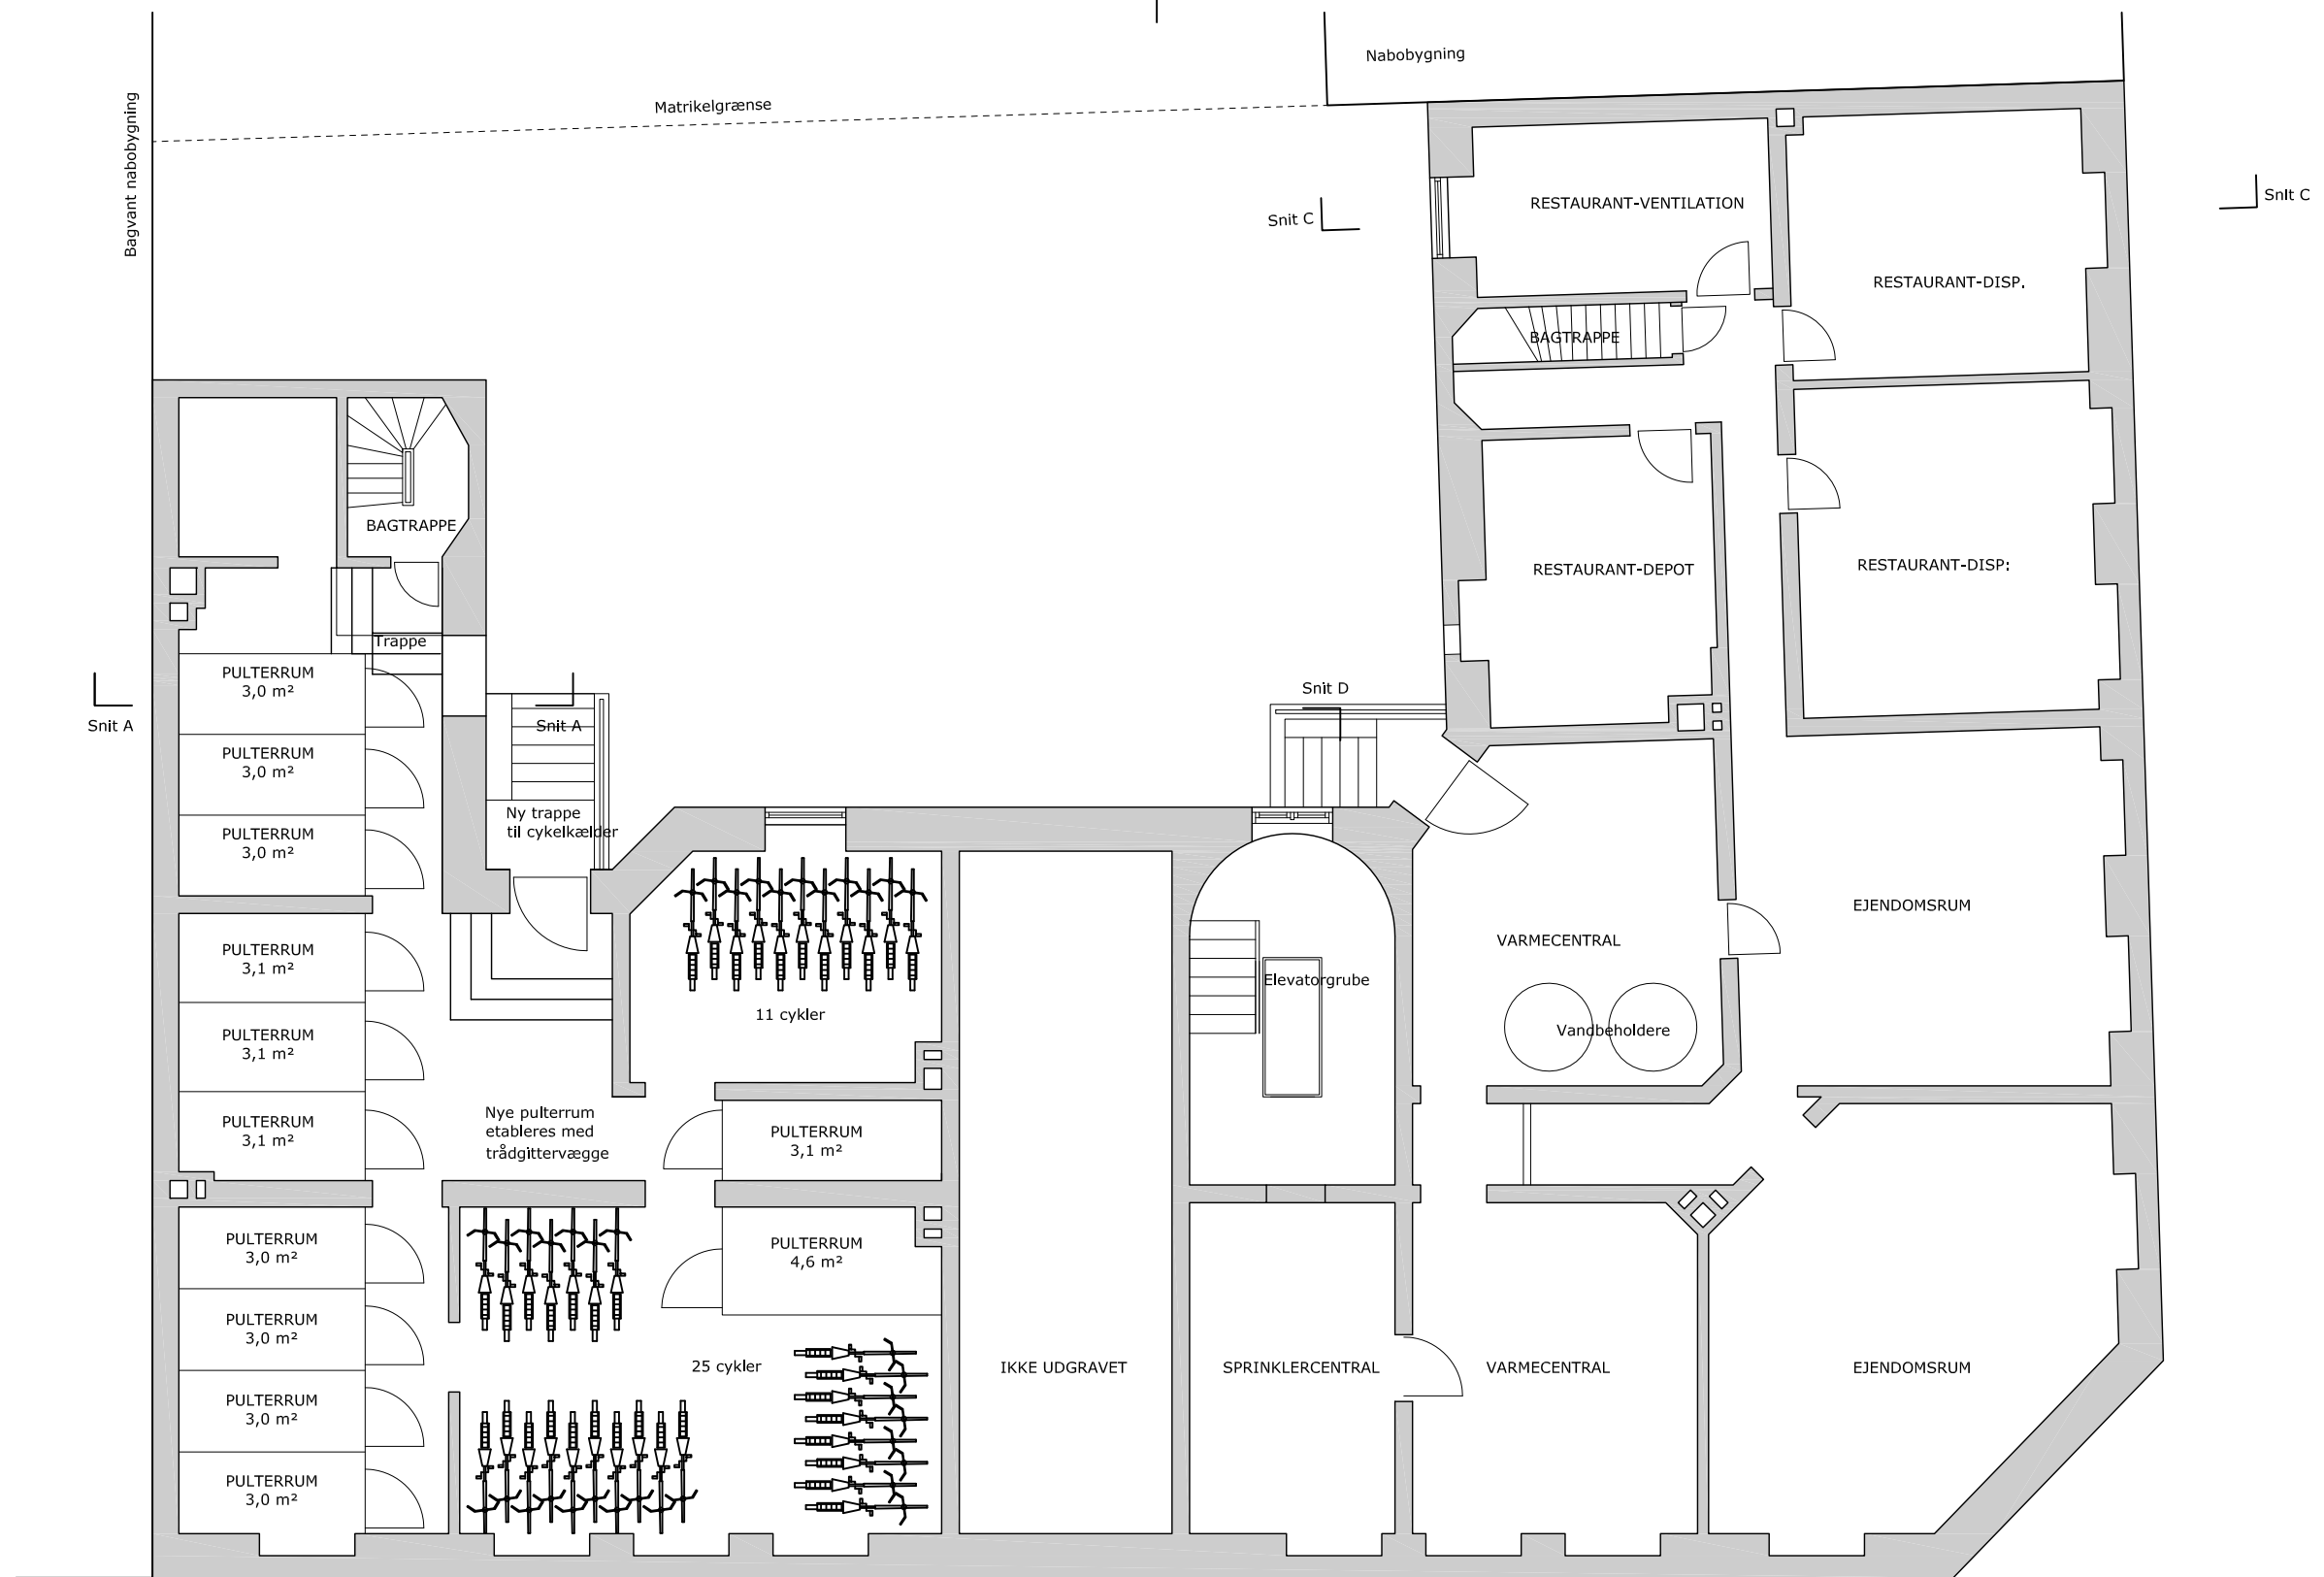 Nabobygning
Matrikelgrænse
Bagvant nabobygning
Snit C
Snit C
RESTAURANT-VENTILATION
RESTAURANT-DISP.
BAGTRAPPE
BAGTRAPPE
RESTAURANT-DEPOT
RESTAURANT-DISP:
Trappe
PULTERRUM
3,0 m²
Snit A
Snit A
Snit D
PULTERRUM
3,0 m²
Ny trappe
til cykelkælder
PULTERRUM
3,0 m²
PULTERRUM
3,1 m²
PULTERRUM
3,1 m²
PULTERRUM
3,1 m²
11 cykler
Elevatorgrube
VARMECENTRAL
Vandbeholdere
EJENDOMSRUM
Nye pulterrum
etableres med
trådgittervægge
PULTERRUM
3,1 m²
PULTERRUM
3,0 m²
PULTERRUM
4,6 m²
PULTERRUM
3,0 m²
25 cykler
IKKE UDGRAVET
SPRINKLERCENTRAL
VARMECENTRAL
EJENDOMSRUM
PULTERRUM
3,0 m²
PULTERRUM
3,0 m²